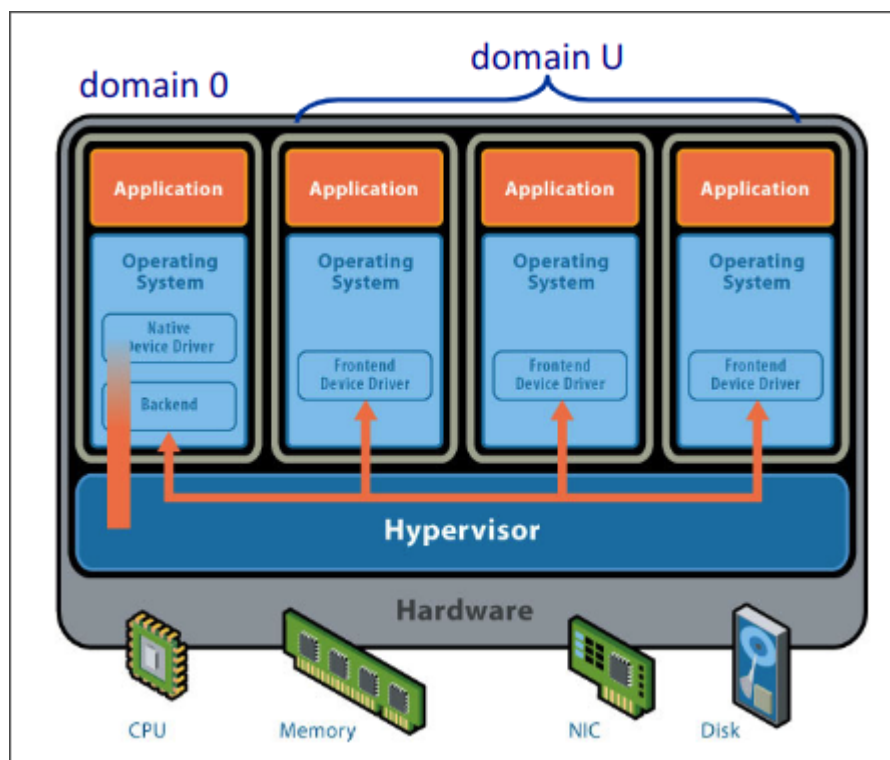 domain 0
domain U
Application
Application
Application
Application
Operating
System
Operating
System
Operating
System
Operating
System
Native
Device Driver
Backend
Frontend
Device Driver
Frontend
Device Driver
Frontend
Device Driver
Hypervisor
Hardware
CPU
Memory
NIC
Disk